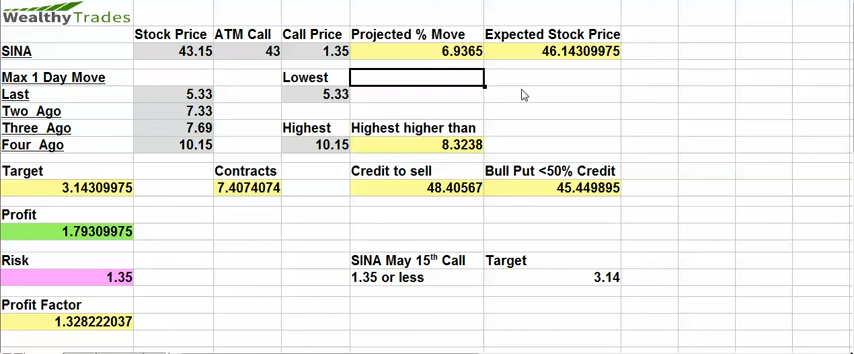 WealthyTrades
Stock Price ATM Call Call Price Projected % Move Expected Stock Price
SINA 43.15 43 1.35 6.9365 46.14309975
Max 1 Day Move Lowest
Last 5.33 5.33
Two Ago 7.33
Three Ago 7.69 Highest Highest higher than
Four Ago 10.15 10.15 8.3238
Target Contracts Credit to sell Bull Put <50% Credit
3.14309975 7.4074074 48.40567 45.449895
Profit
1.79309975
Risk SINA May 15th Call Target
1.35 1.35 or less 3.14
Profit Factor
1.328222037